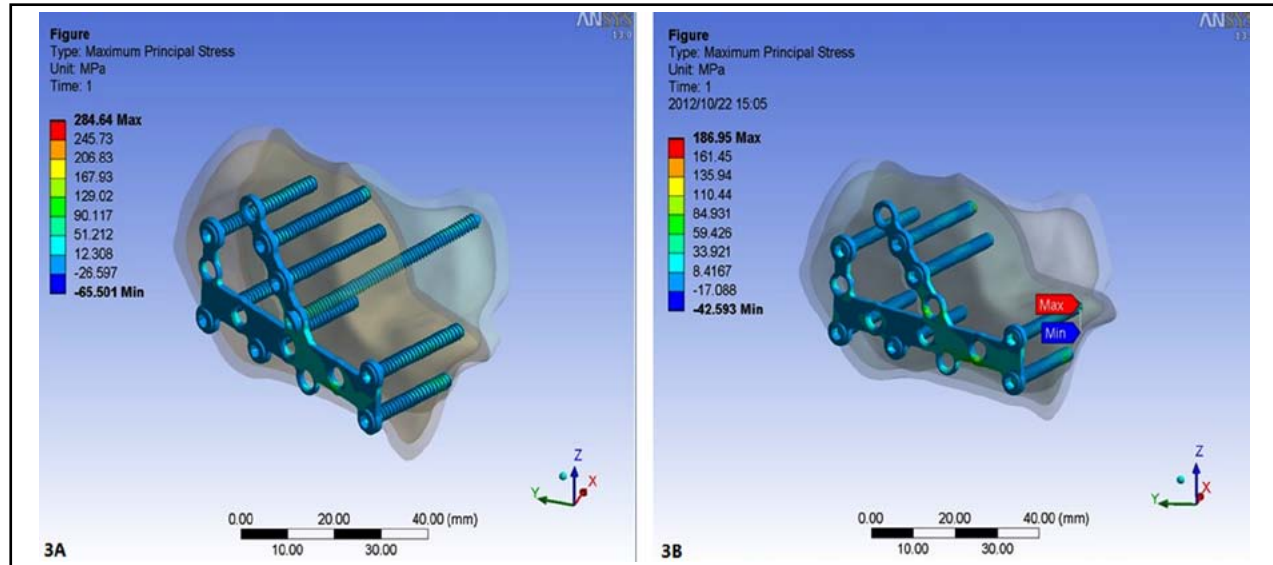 ANSYS
13.0
Figure
Type: Maximum Principal Stress
Unit: MPa
Time: 1
284.64 Max
245.73
206.83
167.93
129.02
90.117
51.212
12.308
-26.597
-65.501 Min
Z
X
Y
0.00 20.00 40.00 (mm)
10.00 30.00
3A
ANSYS
Figure
Type: Maximum Principal Stress
Unit: MPa
Time: 1
2012/10/22 15:05
186.95 Max
161.45
135.94
110.44
84.931
59.426
33.921
8.4167
-17.088
-42.593 Min
Max
Min
Z
X
Y
0.00 20.00 40.00 (mm)
10.00 30.00
3B